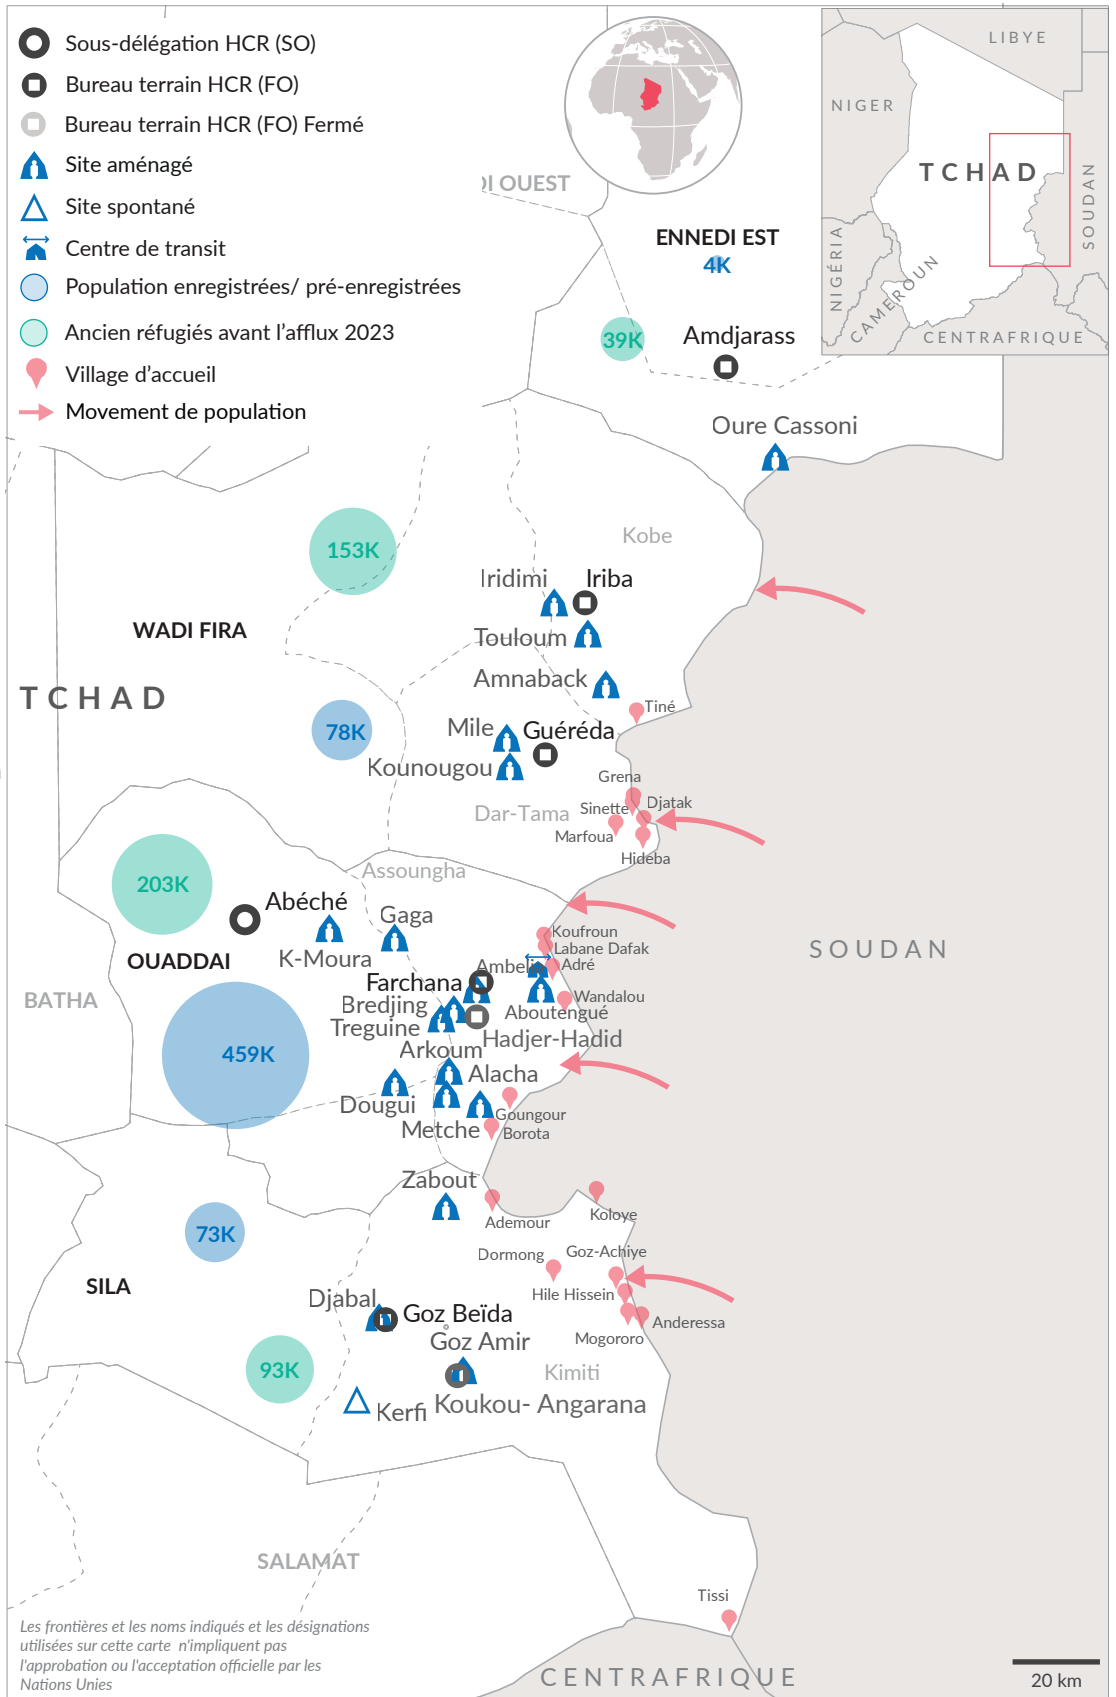 Sous-délégation HCR (SO)
Bureau terrain HCR (FO)
Bureau terrain HCR (FO) Fermé
Site aménagé
Site spontané
Centre de transit
Population enregistrées/ pré-enregistrées
Ancien réfugiés avant l'afflux 2023
Village d'accueil
Movement de population
LIBYE
NIGER
TCHAD
SOUDAN
NIGÉRIA
CAMEROUN
CENTRAFRIQUE
DI OUEST
ENNEDI EST
4K
39K
Amdjarass
Oure Cassoni
Kobe
153K
Iridimi
Iriba
WADI FIRA
Touloum
Amnaback
TCHAD
Tiné
78K
Mile
Guéréda
Kounougou
Grena
Sinette
Djatak
Dar-Tama
Marfoua
Hideba
Assoungha
203K
Abéché
Gaga
K-Moura
OUADDAI
Koufroun
Labane Dafak
Ambelia
Adré
SOUDAN
BATHA
Farchana
Wandalou
Bredjing
Aboutengué
Treguine
Hadjer-Hadid
459K
Arkoum
Alacha
Dougui
Goungour
Metche
Borota
Zabout
Ademour
Koloye
73K
Dormong
Goz-Achiye
SILA
Hile Hissein
Djabal
Goz Beïda
Anderessa
Mogororo
Goz Amir
93K
Kimiti
Kerfi
Koukou- Angarana
SALAMAT
Tissi
Les frontières et les noms indiqués et les désignations
utilisées sur cette carte n'impliquent pas
l'approbation ou l'acceptation officielle par les
Nations Unies
CENTRAFRIQUE
20 km